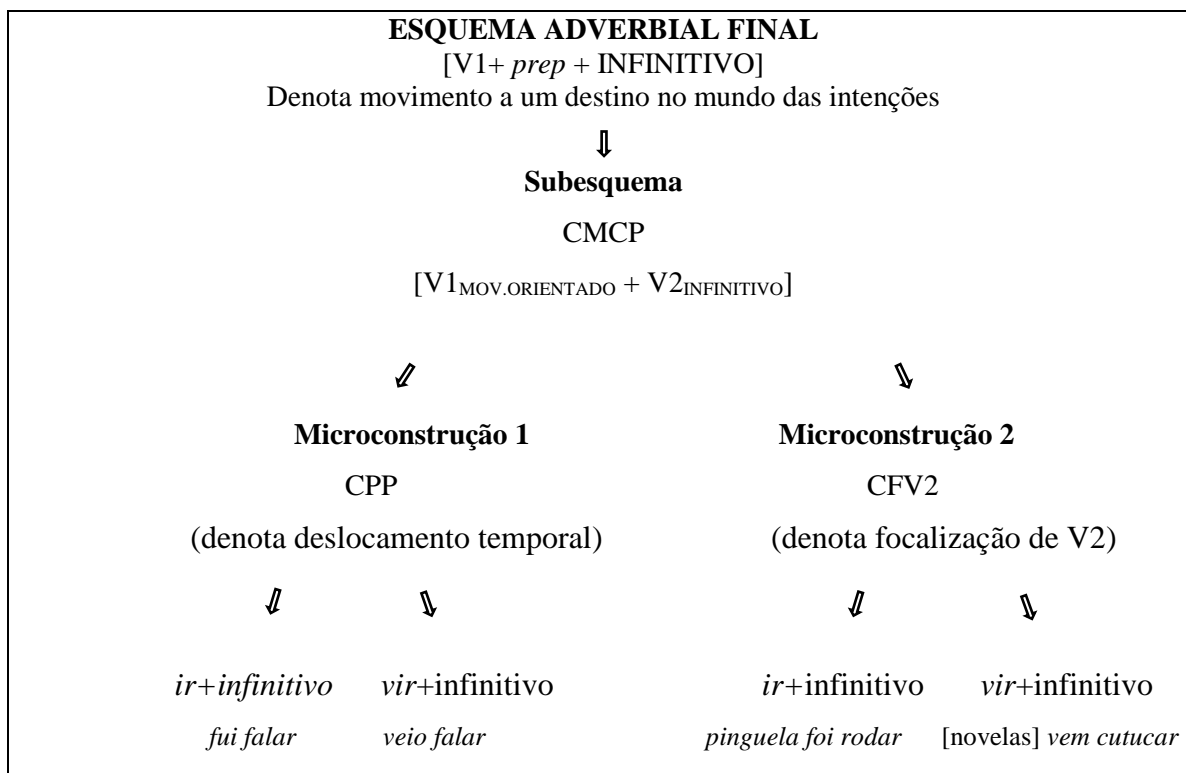 ESQUEMA ADVERBIAL FINAL
[V1+ prep + INFINITIVO]
Denota movimento a um destino no mundo das intenções
⇓
Subesquema
CMCP
[V1MOV.ORIENTADO + V2INFINITIVO]
Microconstrução 1 Microconstrução 2
CPP CFV2
(denota deslocamento temporal) (denota focalização de V2)
ir+infinitivo vir+infinitivo ir+infinitivo vir+infinitivo
fui falar veio falar pinguela foi rodar [novelas] vem cutucar